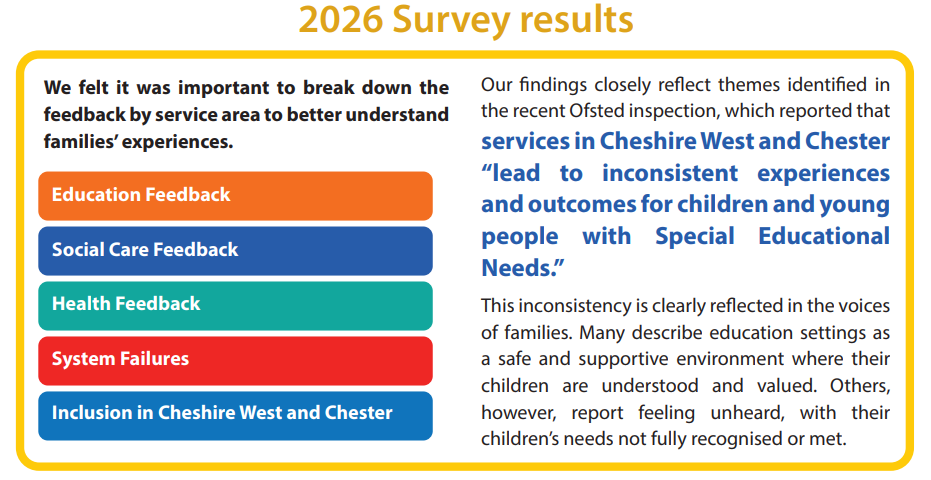 2026 Survey results
We felt it was important to break down the
feedback by service area to better understand
families' experiences.
Education Feedback
Social Care Feedback
Health Feedback
System Failures
Inclusion in Cheshire West and Chester
Our findings closely reflect themes identified in
the recent Ofsted inspection, which reported that
services in Cheshire West and Chester
“lead to inconsistent experiences
and outcomes for children and young
people with Special Educational
Needs.”
This inconsistency is clearly reflected in the voices
of families. Many describe education settings as
a safe and supportive environment where their
children are understood and valued. Others,
however, report feeling unheard, with their
children's needs not fully recognised or met.